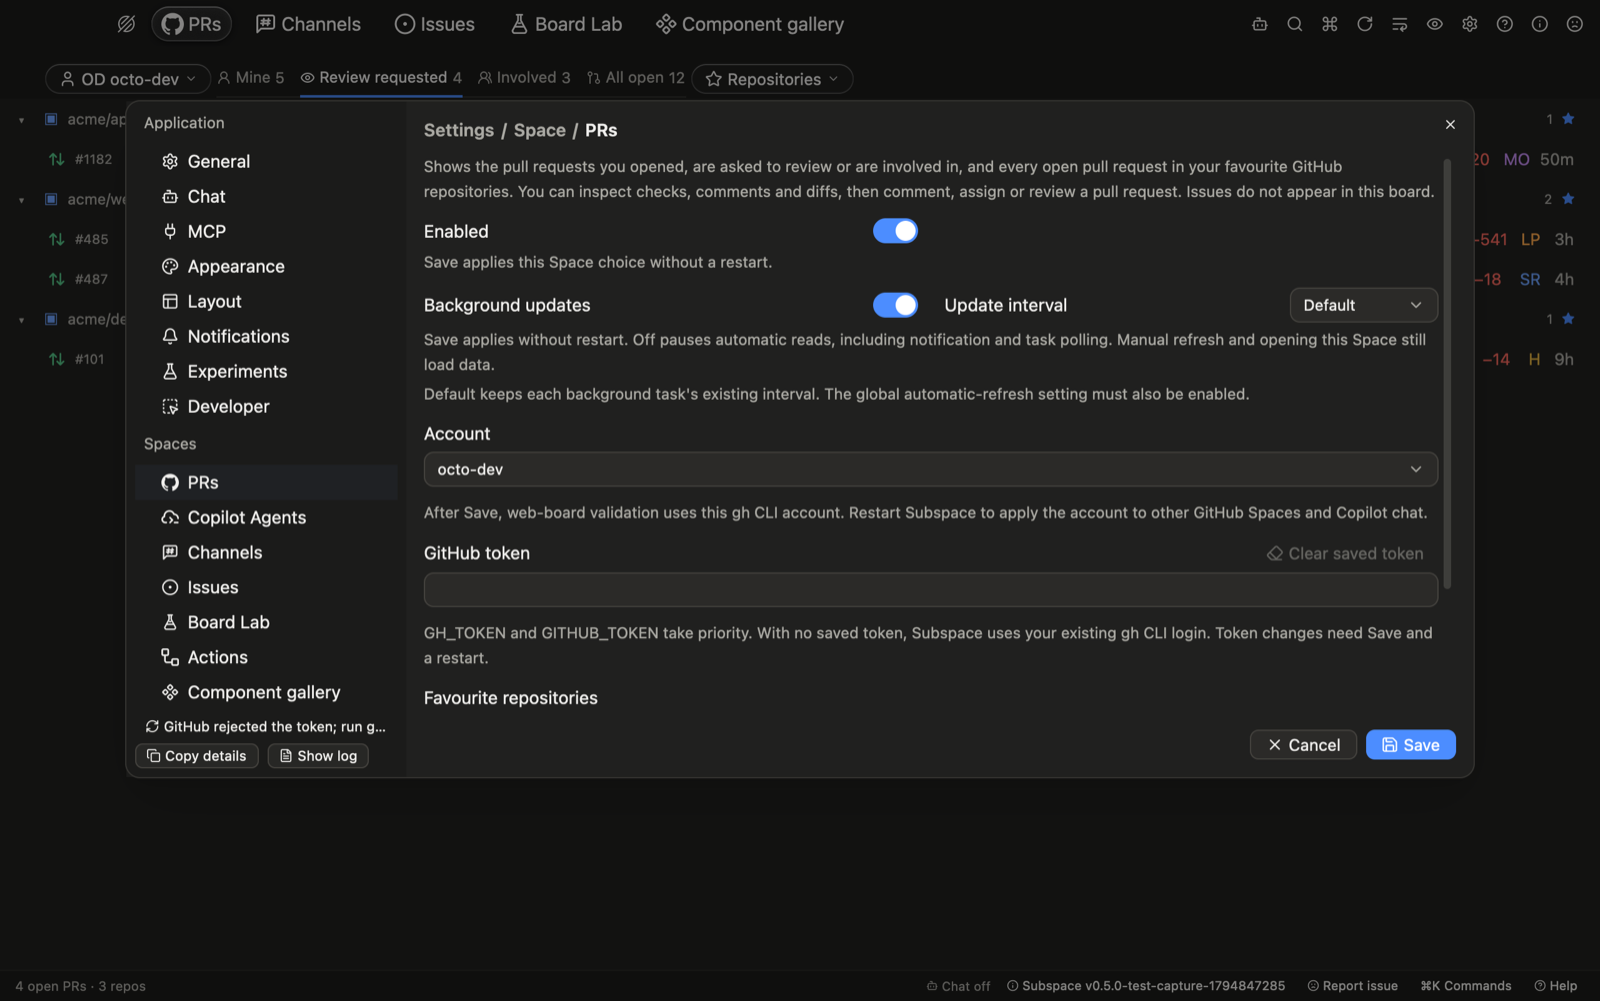 PRs
Channels
Issues
Board Lab
Component gallery
OD octo-dev
Mine 5
Review requested 4
Involved 3
All open 12
Repositories
acme/ap
1
#1182
20 MO 50m
acme/we
2
#485
-541 LP 3h
#487
-18 SR 4h
acme/de
1
#101
-14 H 9h
Application
General
Chat
MCP
Appearance
Layout
Notifications
Experiments
Developer
Spaces
PRs
Copilot Agents
Channels
Issues
Board Lab
Actions
Component gallery
GitHub rejected the token; run g...
Copy details
Show log
Settings / Space / PRs
Shows the pull requests you opened, are asked to review or are involved in, and every open pull request in your favourite GitHub
repositories. You can inspect checks, comments and diffs, then comment, assign or review a pull request. Issues do not appear in this board.
Enabled
Save applies this Space choice without a restart.
Background updates
Update interval
Default
Save applies without restart. Off pauses automatic reads, including notification and task polling. Manual refresh and opening this Space still
load data.
Default keeps each background task's existing interval. The global automatic-refresh setting must also be enabled.
Account
octo-dev
After Save, web-board validation uses this gh CLI account. Restart Subspace to apply the account to other GitHub Spaces and Copilot chat.
GitHub token
Clear saved token
GH_TOKEN and GITHUB_TOKEN take priority. With no saved token, Subspace uses your existing gh CLI login. Token changes need Save and
a restart.
Favourite repositories
Cancel
Save
4 open PRs · 3 repos
Chat off
Subspace v0.5.0-test-capture-1794847285
Report issue
⌘K Commands
Help